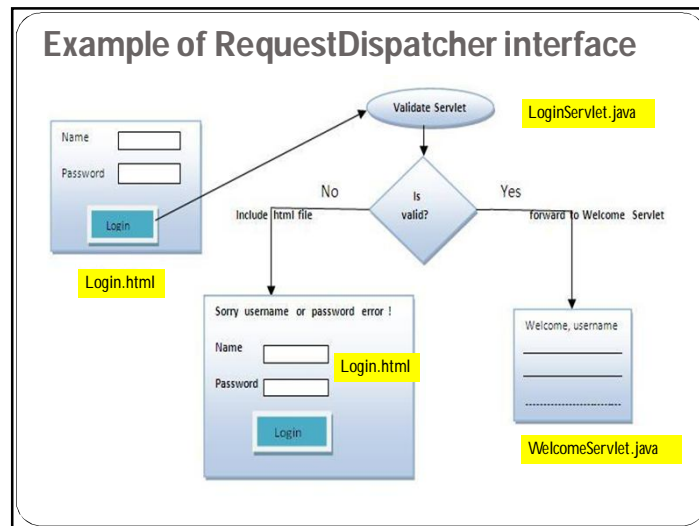 Example of RequestDispatcher interface
Validate Servlet
LoginServlet.java
Name
Password
Login
Login.html
Is
valid?
No
Include html file
Yes
forward to Welcome Servlet
Sorry username or password error !
Name
Password
Login.html
Login
Welcome, username
WelcomeServlet.java